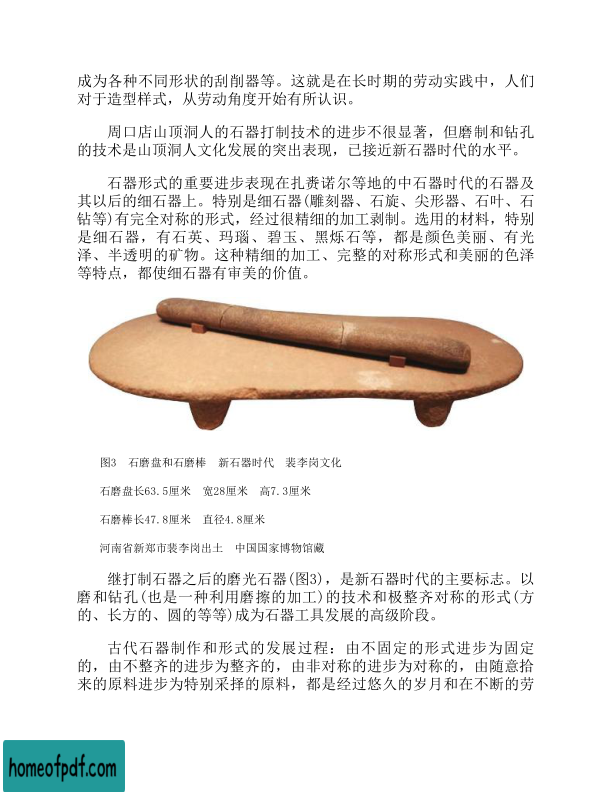 成为各种不同形状的刮削器等。这就是在长时期的劳动实践中，人们
对于造型样式，从劳动角度开始有所认识。
周口店山顶洞人的石器打制技术的进步不很显著，但磨制和钻孔
的技术是山顶洞人文化发展的突出表现，已接近新石器时代的水平。
石器形式的重要进步表现在扎赉诺尔等地的中石器时代的石器及
其以后的细石器上。特别是细石器(雕刻器、石旋、尖形器、石叶、石
钻等)有完全对称的形式，经过很精细的加工剥制。选用的材料，特别
是细石器，有石英、玛瑙、碧玉、黑烁石等，都是颜色美丽、有光
泽、半透明的矿物。这种精细的加工、完整的对称形式和美丽的色泽
等特点，都使细石器有审美的价值。
图3 石磨盘和石磨棒 新石器时代 裴李岗文化
石磨盘长63.5厘米 宽28厘米 高7.3厘米
石磨棒长47.8厘米 直径4.8厘米
河南省新郑市裴李岗出土 中国国家博物馆藏
继打制石器之后的磨光石器(图3)，是新石器时代的主要标志。以
磨和钻孔(也是一种利用磨擦的加工)的技术和极整齐对称的形式(方
的、长方的、圆的等等)成为石器工具发展的高级阶段。
古代石器制作和形式的发展过程：由不固定的形式进步为固定
的，由不整齐的进步为整齐的，由非对称的进步为对称的，由随意拾
来的原料进步为特别采择的原料，都是经过悠久的岁月和在不断的劳
homeofpdf.com